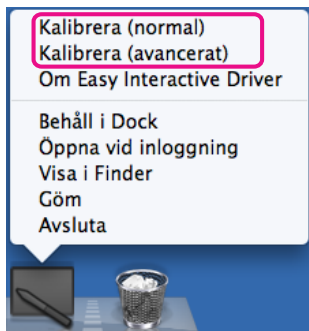 Kalibrera (normal)
Kalibrera (avancerat)
Om Easy Interactive Driver
Behåll i Dock
Öppna vid inloggning
Visa i Finder
Göm
Avsluta